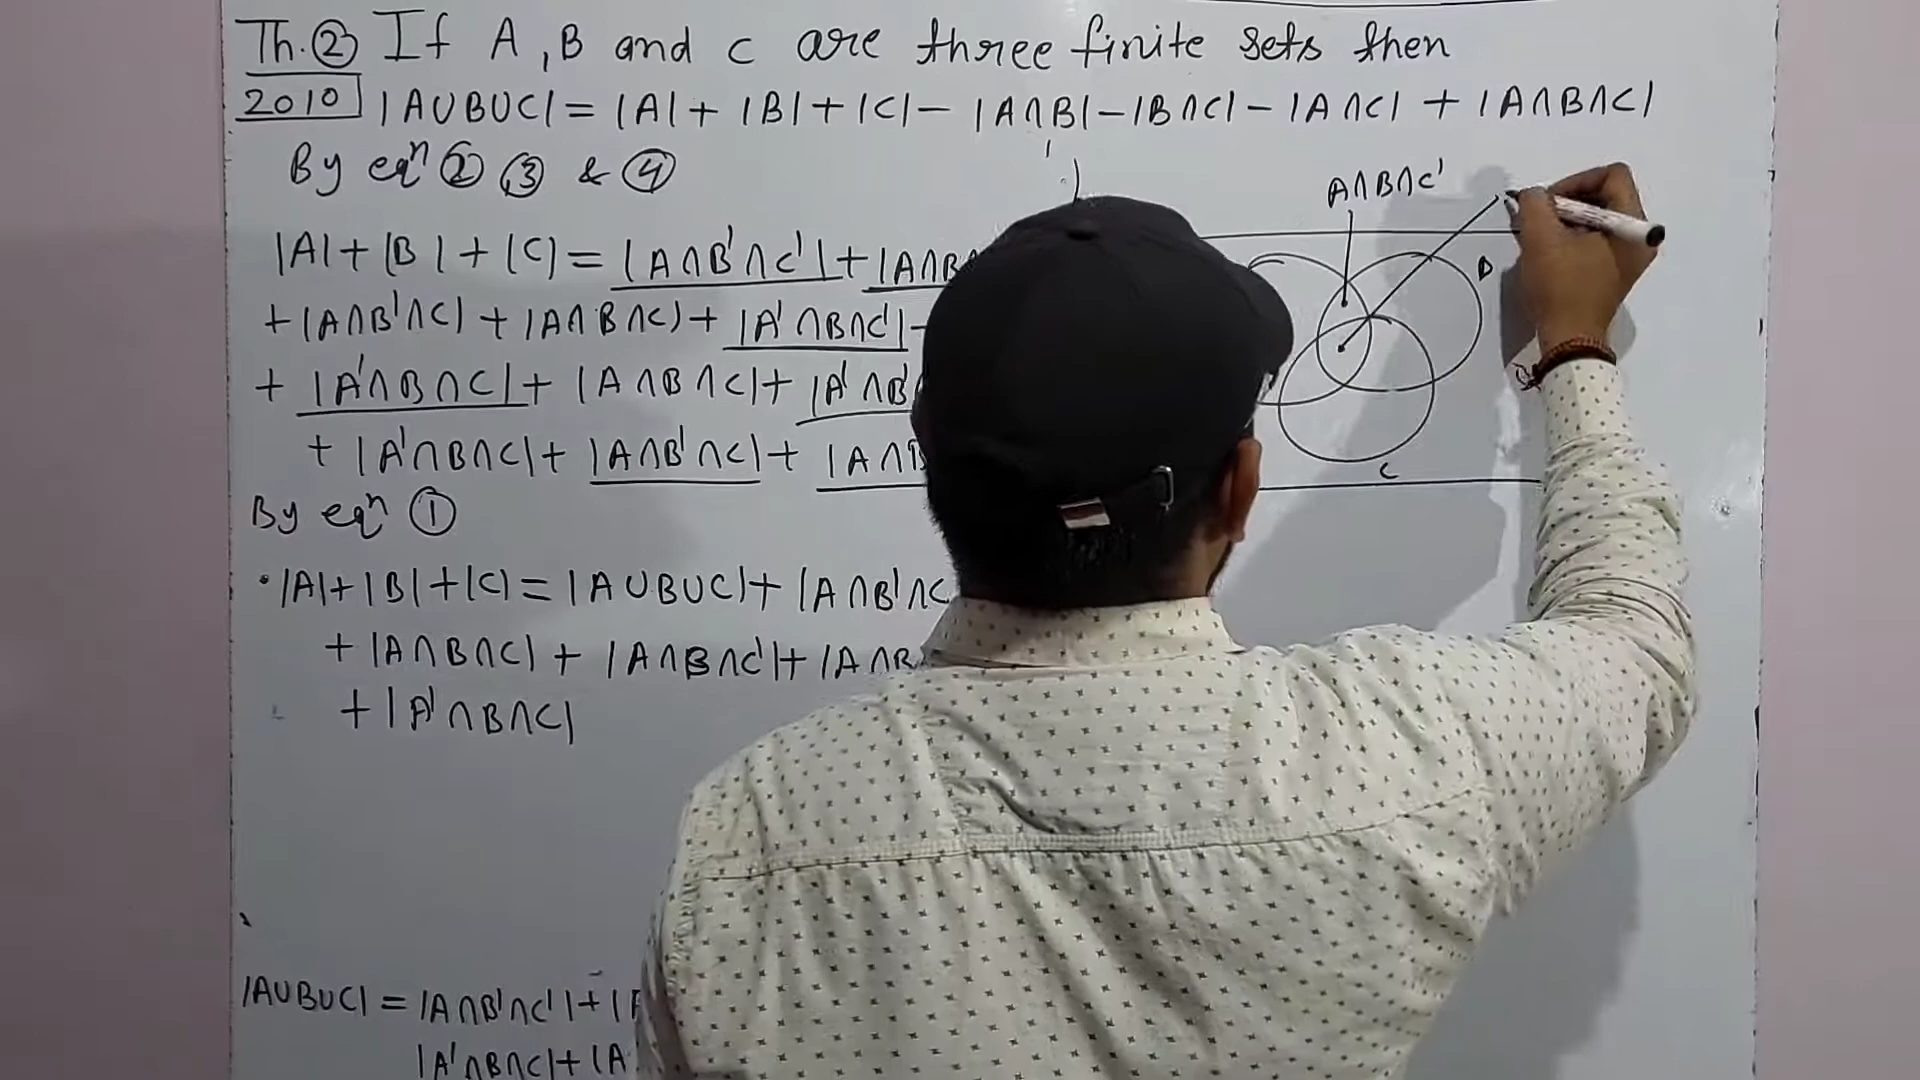 Th.② If A, B and C are three finite sets then
2010 |A∪B∪C| = |A| + |B| + |C| - |A∩B| - |B∩C| - |A∩C| + |A∩B∩C|
By eqⁿ ② ③ & ④
|A| + |B| + |C| = |A∩B'∩C'| + |A∩B
+ |A∩B'∩C| + |A∩B∩C| + |A'∩B∩C'| -
+ |A'∩B∩C| + |A∩B∩C| + |A'∩B'
+ |A'∩B∩C| + |A∩B'∩C| + |A∩B
By eqⁿ ①
|A| + |B| + |C| = |A∪B∪C| + |A∩B'∩C
+ |A∩B∩C| + |A∩B∩C'| + |A∩B
+ |A'∩B∩C|
|A∪B∪C| = |A∩B'∩C'| + |A
|A'∩B∩C| + |A
A∩B∩C'
B
C